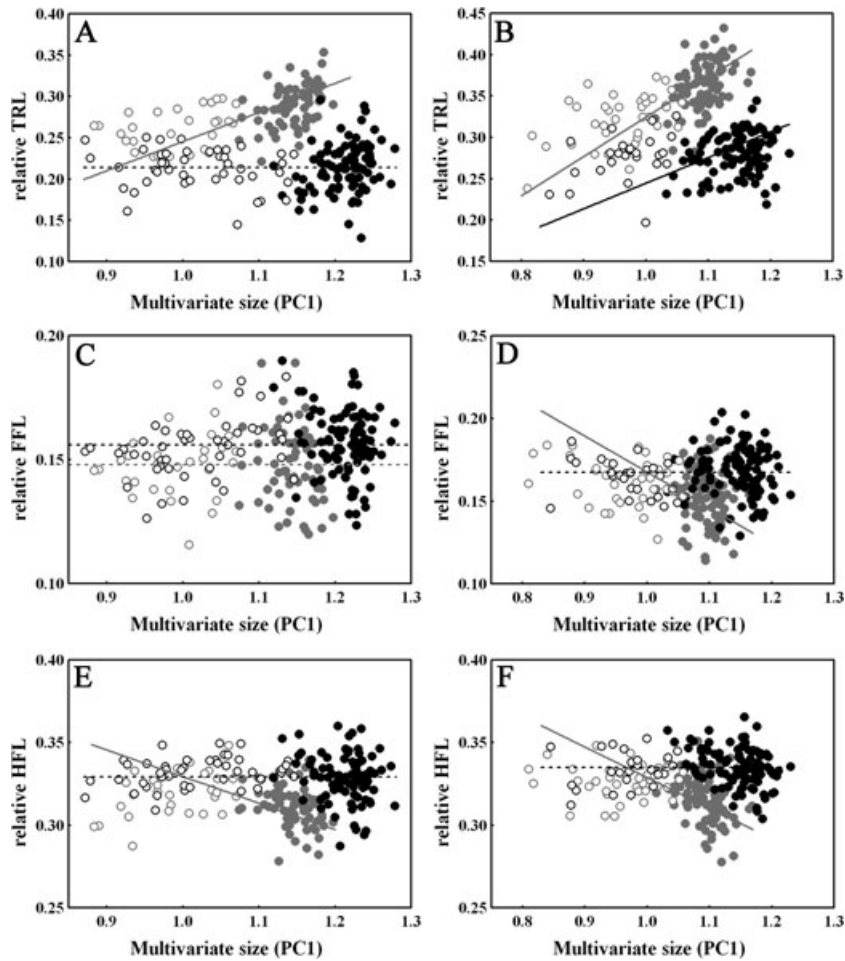 A
relative TRL
0.40
0.35
0.30
0.25
0.20
0.15
0.10
0.9 1.0 1.1 1.2 1.3
Multivariate size (PC1)
B
relative TRL
0.45
0.40
0.35
0.30
0.25
0.20
0.15
0.8 0.9 1.0 1.1 1.2 1.3
Multivariate size (PC1)
C
relative FFL
0.20
0.15
0.10
0.9 1.0 1.1 1.2 1.3
Multivariate size (PC1)
D
relative FFL
0.25
0.20
0.15
0.10
0.8 0.9 1.0 1.1 1.2 1.3
Multivariate size (PC1)
E
relative HFL
0.40
0.35
0.30
0.25
0.9 1.0 1.1 1.2 1.3
Multivariate size (PC1)
F
relative HFL
0.40
0.35
0.30
0.25
0.8 0.9 1.0 1.1 1.2 1.3
Multivariate size (PC1)